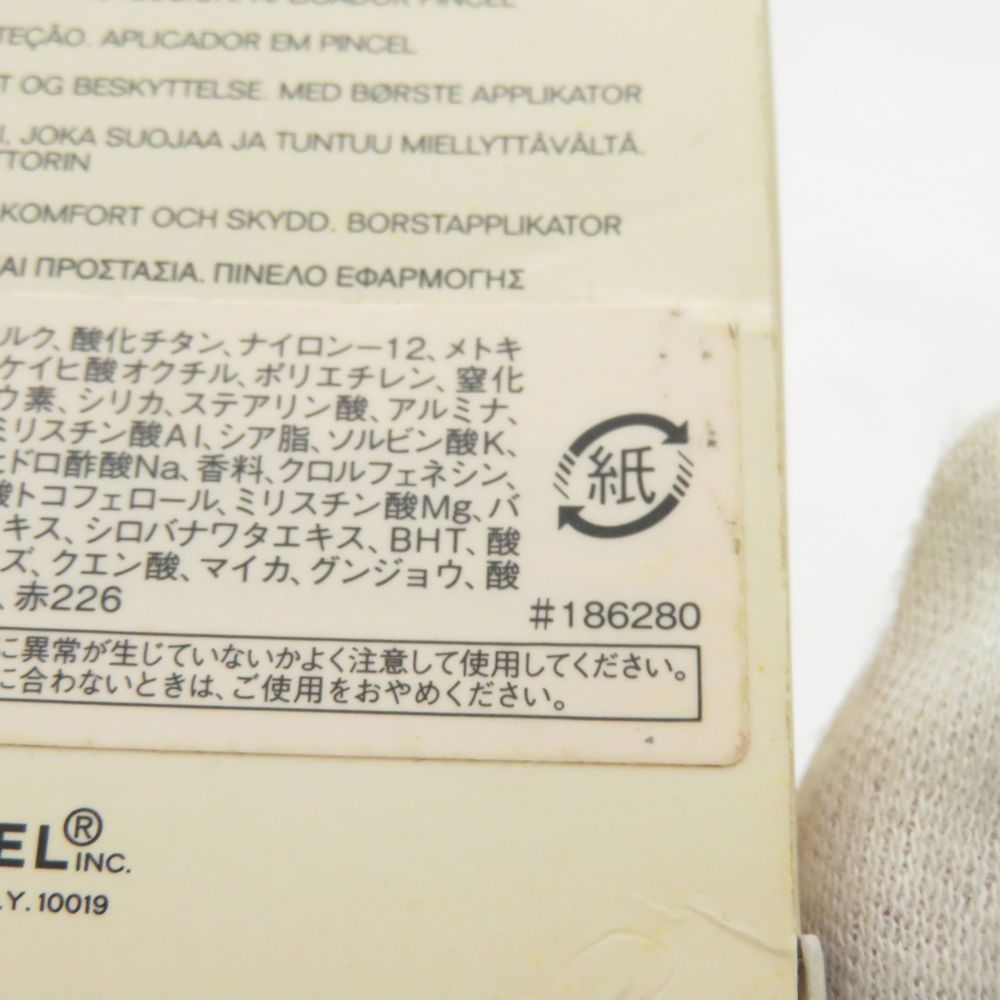 APLICADOR PINCEL
TEÇÃO. APLICADOR EM PINCEL
T OG BESKYTTELSE. MED BØRSTE APPLIKATOR
I, JOKA SUOJAA JA TUNTUU MIELLYTTÄVÄLTÄ.
TTORIN
KOMFORT OCH SKYDD. BORSTAPPLIKATOR
ΑΙ ΠΡΟΣΤΑΣΙΑ. ΠΙΝΕΛΟ ΕΦΑΡΜΟΓΗΣ
ルク、酸化チタン、ナイロンー12、メトキ
ケイヒ酸オクチル、ポリエチレン、窒化
ウ素、シリカ、ステアリン酸、アルミナ、
ミリスチン酸Al、シア脂、ソルビン酸K、
ヒドロ酢酸Na、香料、クロルフェネシン、
酸トコフェロール、ミリスチン酸Mg、バ
エキス、シロバナワタエキス、BHT、酸
ズ、クエン酸、マイカ、グンジョウ、酸
、赤226
紙
#186280
に異常が生じていないかよく注意して使用してください。
に合わないときは、ご使用をおやめください。
EL® INC.
.Y. 10019